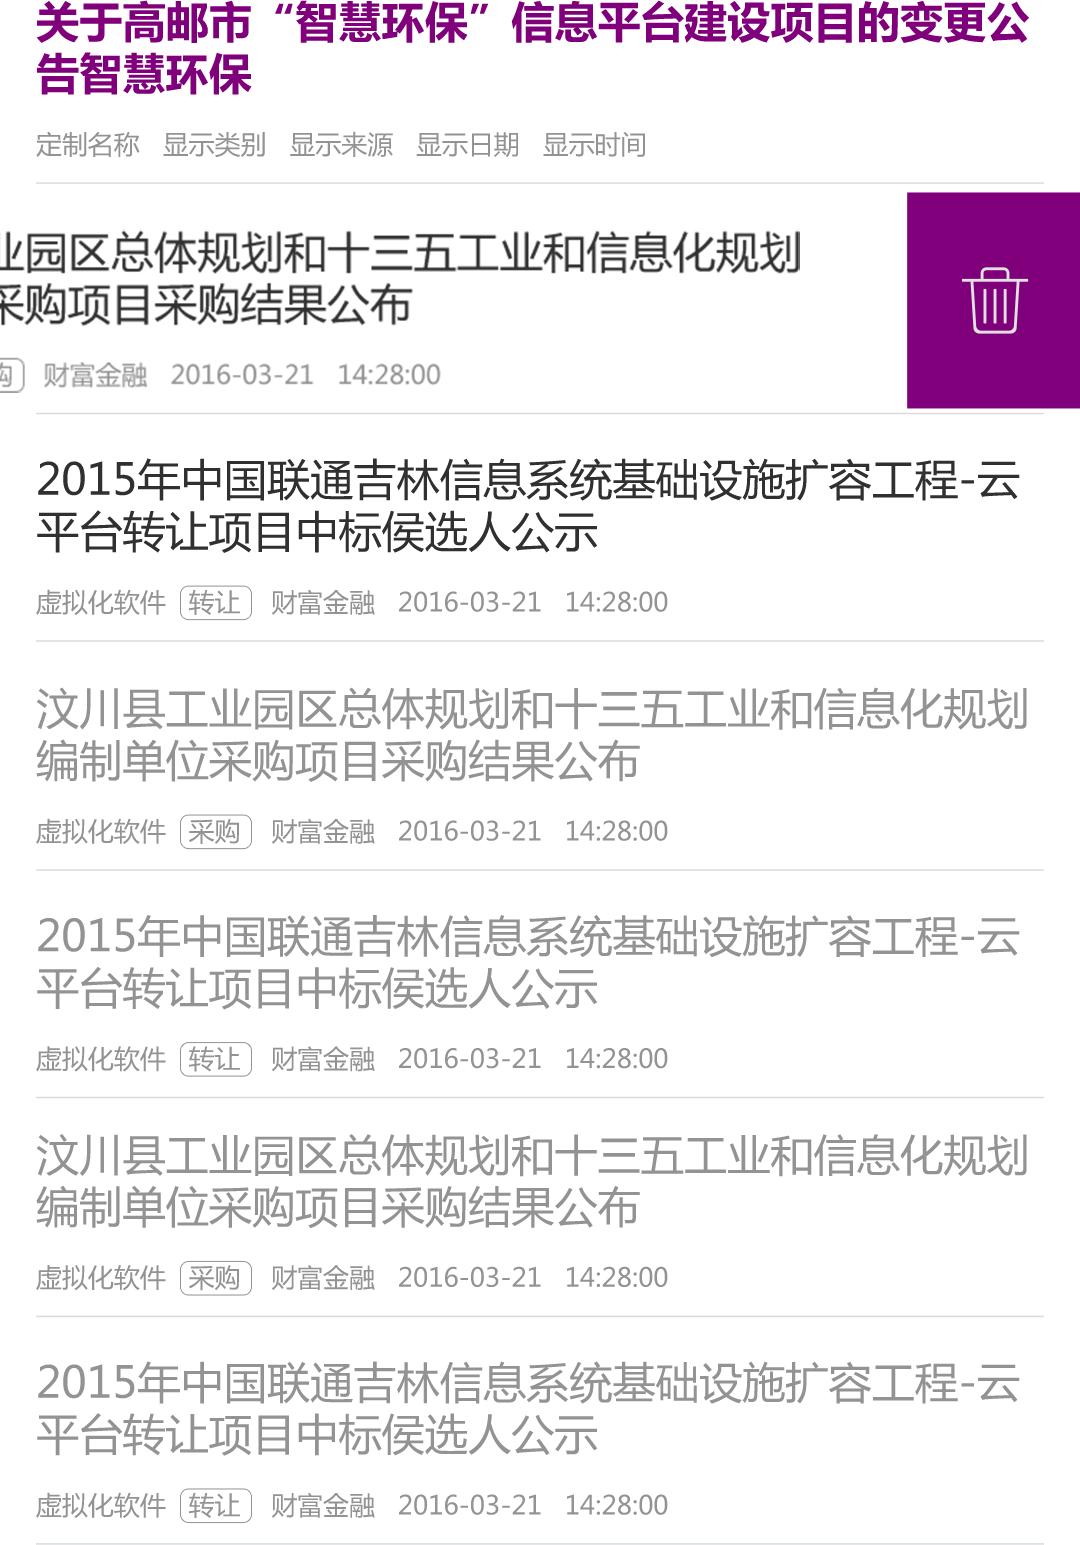 关于高邮市“智慧环保”信息平台建设项目的变更公
告智慧环保
定制名称 显示类别 显示来源 显示日期 显示时间
业园区总体规划和十三五工业和信息化规划
采购项目采购结果公布
购 财富金融 2016-03-21 14:28:00
2015年中国联通吉林信息系统基础设施扩容工程-云
平台转让项目中标侯选人公示
虚拟化软件 转让 财富金融 2016-03-21 14:28:00
汶川县工业园区总体规划和十三五工业和信息化规划
编制单位采购项目采购结果公布
虚拟化软件 采购 财富金融 2016-03-21 14:28:00
2015年中国联通吉林信息系统基础设施扩容工程-云
平台转让项目中标侯选人公示
虚拟化软件 转让 财富金融 2016-03-21 14:28:00
汶川县工业园区总体规划和十三五工业和信息化规划
编制单位采购项目采购结果公布
虚拟化软件 采购 财富金融 2016-03-21 14:28:00
2015年中国联通吉林信息系统基础设施扩容工程-云
平台转让项目中标侯选人公示
虚拟化软件 转让 财富金融 2016-03-21 14:28:00